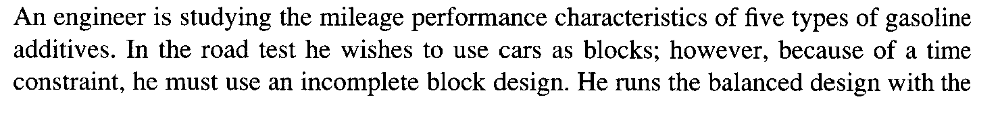 An engineer is studying the mileage performance characteristics of five types of gasoline
additives. In the road test he wishes to use cars as blocks; however, because of a time
constraint, he must use an incomplete block design. He runs the balanced design with the